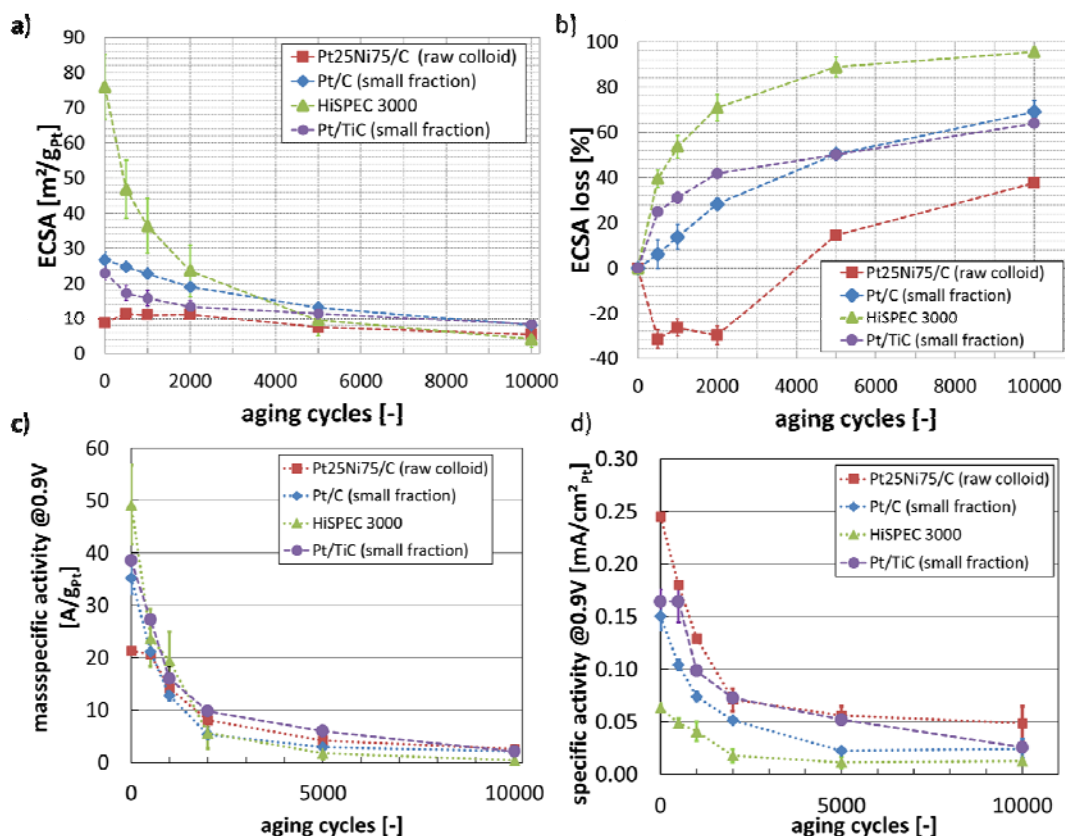 a)
90
80
70
60
50
40
30
20
10
0
ECSA [m²/gPt]
Pt25Ni75/C (raw colloid)
Pt/C (small fraction)
HiSPEC 3000
Pt/TiC (small fraction)
0 2000 4000 6000 8000 10000
aging cycles [-]
b)
100
80
60
40
20
0
-20
-40
ECSA loss [%]
Pt25Ni75/C (raw colloid)
Pt/C (small fraction)
HiSPEC 3000
Pt/TiC (small fraction)
0 2000 4000 6000 8000 10000
aging cycles [-]
c)
60
50
40
30
20
10
0
massspecific activity @0.9V
[A/gPt]
Pt25Ni75/C (raw colloid)
Pt/C (small fraction)
HiSPEC 3000
Pt/TiC (small fraction)
0 5000 10000
aging cycles [-]
d)
0.30
0.25
0.20
0.15
0.10
0.05
0.00
specific activity @0.9V [mA/cm²Pt]
Pt25Ni75/C (raw colloid)
Pt/C (small fraction)
HiSPEC 3000
Pt/TiC (small fraction)
0 5000 10000
aging cycles [-]